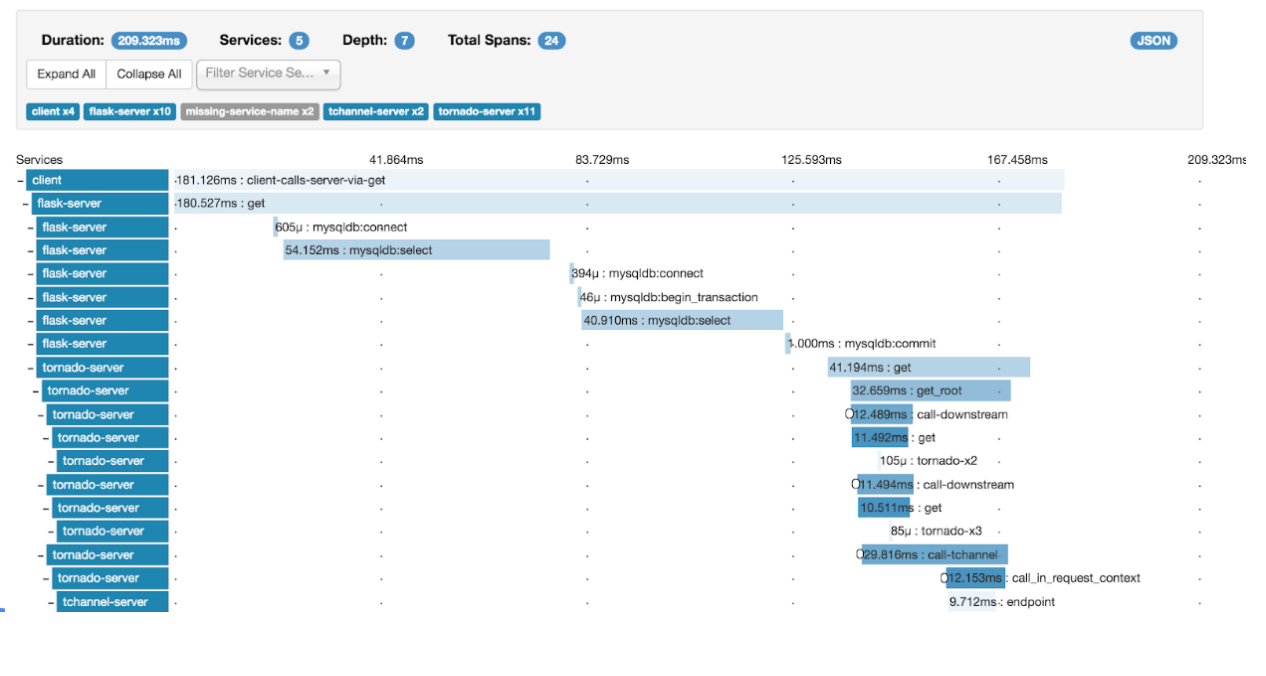 Duration: 209.323ms Services: 5 Depth: 7 Total Spans: 24 JSON
Expand All Collapse All Filter Service Se...
client x4 flask-server x10 missing-service-name x2 tchannel-server x2 tornado-server x11
Services 41.864ms 83.729ms 125.593ms 167.458ms 209.323ms
- client 181.126ms : client-calls-server-via-get
- flask-server 180.527ms : get
- flask-server 605μ : mysqldb:connect
- flask-server 54.152ms : mysqldb:select
- flask-server 394μ : mysqldb:connect
- flask-server 46μ : mysqldb:begin_transaction
- flask-server 40.910ms : mysqldb:select
- flask-server 1.000ms : mysqldb:commit
- tornado-server 41.194ms : get
- tornado-server 32.659ms : get_root
- tornado-server 12.489ms : call-downstream
- tornado-server 11.492ms : get
- tornado-server 105μ : tornado-x2
- tornado-server 11.494ms : call-downstream
- tornado-server 10.511ms : get
- tornado-server 85μ : tornado-x3
- tornado-server 29.816ms : call-tchannel
- tornado-server 12.153ms : call_in_request_context
- tchannel-server 9.712ms : endpoint